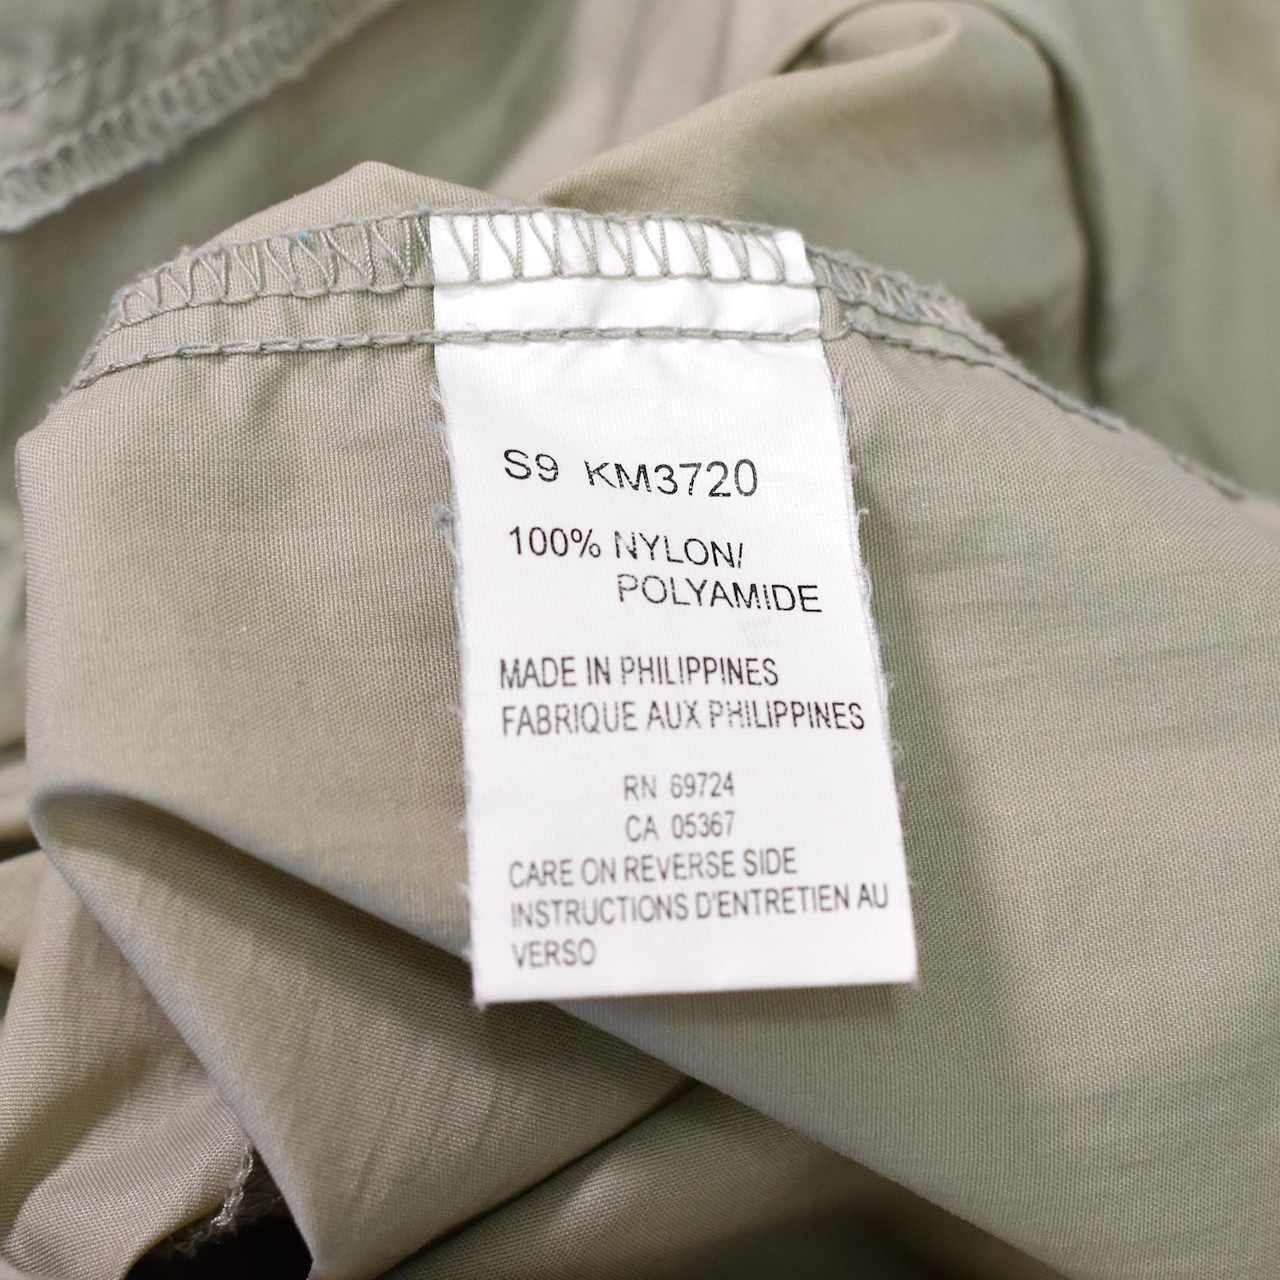 S9 KM3720
100% NYLON/
POLYAMIDE
MADE IN PHILIPPINES
FABRIQUE AUX PHILIPPINES
RN 69724
CA 05367
CARE ON REVERSE SIDE
INSTRUCTIONS D'ENTRETIEN AU
VERSO